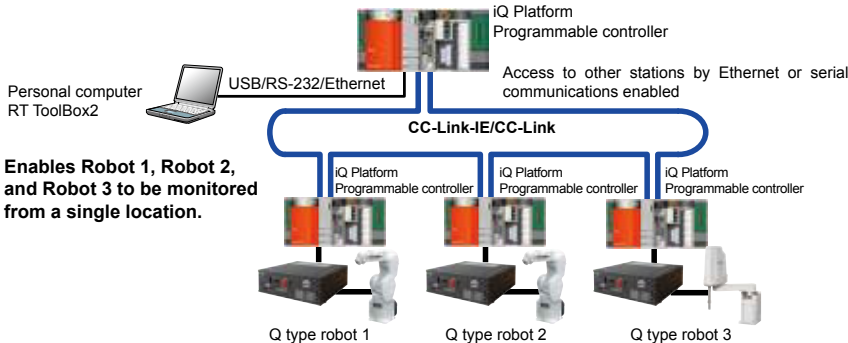 iQ Platform
Programmable controller
USB/RS-232/Ethernet
Access to other stations by Ethernet or serial
communications enabled
Personal computer
RT ToolBox2
CC-Link-IE/CC-Link
Enables Robot 1, Robot 2,
and Robot 3 to be monitored
from a single location.
iQ Platform
Programmable controller
iQ Platform
Programmable controller
iQ Platform
Programmable controller
Q type robot 1
Q type robot 2
Q type robot 3